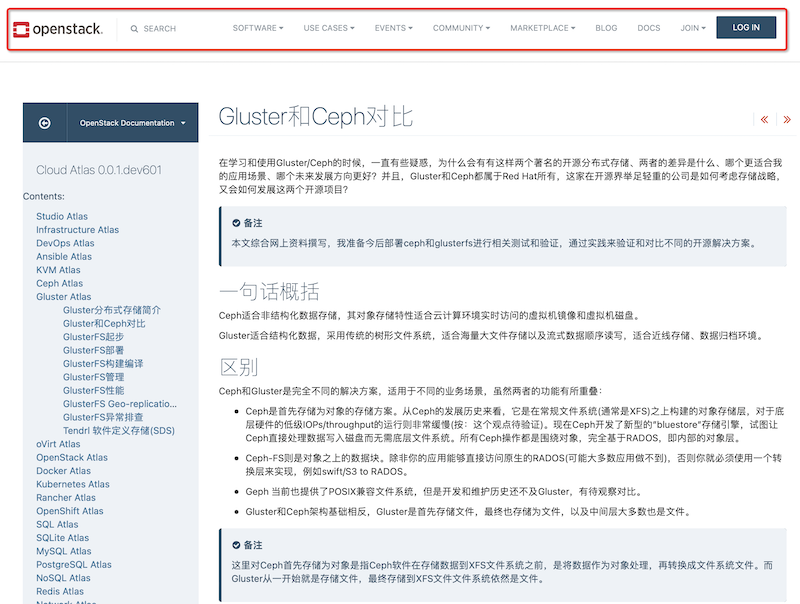 openstack. SEARCH SOFTWARE USE CASES EVENTS COMMUNITY MARKETPLACE BLOG DOCS JOIN LOG IN
OpenStack Documentation
Cloud Atlas 0.0.1.dev601
Contents:
Studio Atlas
Infrastructure Atlas
DevOps Atlas
Ansible Atlas
KVM Atlas
Ceph Atlas
Gluster Atlas
Gluster分布式存储简介
Gluster和Ceph对比
GlusterFS起步
GlusterFS部署
GlusterFS构建编译
GlusterFS管理
GlusterFS性能
GlusterFS Geo-replicatio...
GlusterFS异常排查
Tendrl 软件定义存储(SDS)
oVirt Atlas
OpenStack Atlas
Docker Atlas
Kubernetes Atlas
Rancher Atlas
OpenShift Atlas
SQL Atlas
SQLite Atlas
MySQL Atlas
PostgreSQL Atlas
NoSQL Atlas
Redis Atlas
Network Atlas
Gluster和Ceph对比
在学习和使用Gluster/Ceph的时候，一直有些疑惑，为什么会有有这样两个著名的开源分布式存储、两者的差异是什么、哪个更适合我
的应用场景、哪个未来发展方向更好？并且，Gluster和Ceph都属于Red Hat所有，这家在开源界举足轻重的公司是如何考虑存储战略，
又会如何发展这两个开源项目？
备注
本文综合网上资料撰写，我准备今后部署ceph和glusterfs进行相关测试和验证，通过实践来验证和对比不同的开源解决方案。
一句话概括
Ceph适合非结构化数据存储，其对象存储特性适合云计算环境实时访问的虚拟机镜像和虚拟机磁盘。
Gluster适合结构化数据，采用传统的树形文件系统，适合海量大文件存储以及流式数据顺序读写，适合近线存储、数据归档环境。
区别
Ceph和Gluster是完全不同的解决方案，适用于不同的业务场景，虽然两者的功能有所重叠：
Ceph是首先存储为对象的存储方案。从Ceph的发展历史来看，它是在常规文件系统(通常是XFS)之上构建的对象存储层，对于底
层硬件的低级IOPs/throughput的运行则非常缓慢(按：这个观点待验证)。现在Ceph开发了新型的“bluestore”存储引擎，试图让
Ceph直接处理数据写入磁盘而无需底层文件系统。所有Ceph操作都是围绕对象，完全基于RADOS，即内部的对象层。
Ceph-FS则是对象之上的数据块。除非你的应用能够直接访问原生的RADOS(可能大多数应用做不到)，否则你就必须使用一个转
换层来实现，例如swift/S3 to RADOS。
Geph 当前也提供了POSIX兼容文件系统，但是开发和维护历史还不及Gluster，有待观察对比。
Gluster和Ceph架构基础相反，Gluster是首先存储文件，最终也存储为文件，以及中间层大多数也是文件。
备注
这里对Ceph首先存储为对象是指Ceph软件在存储数据到XFS文件系统之前，是将数据作为对象处理，再转换成文件系统文件。而
Gluster从一开始就是存储文件，最终存储到XFS文件文件系统依然是文件。